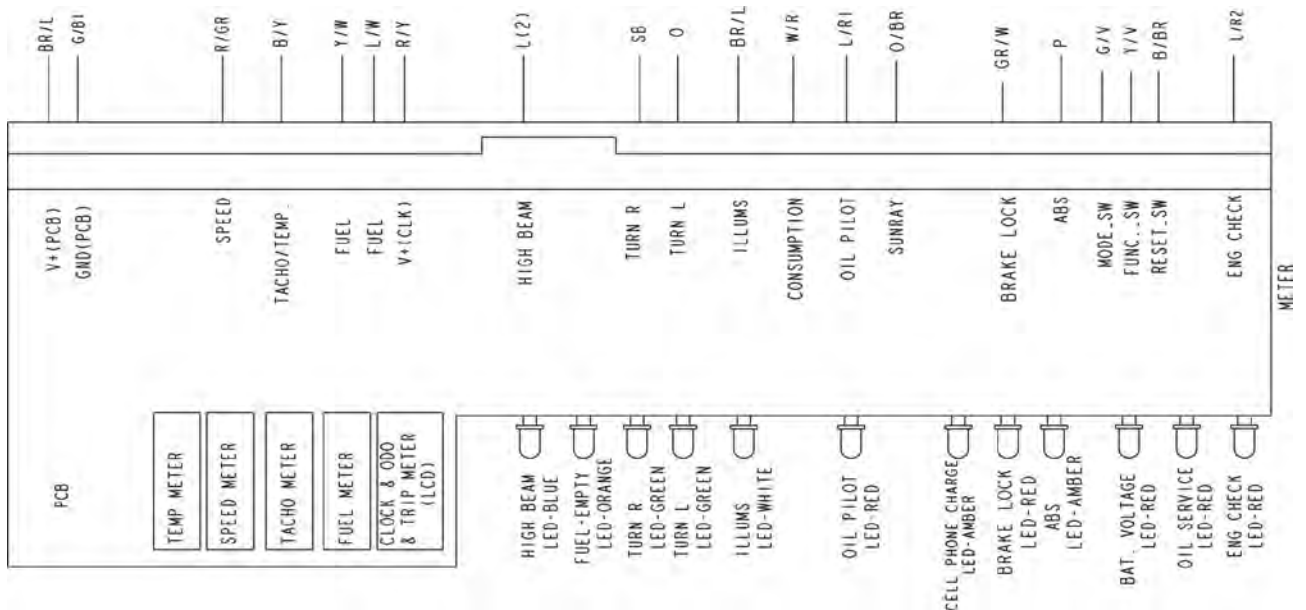 BR/L
G/B1
R/GR
B/Y
Y/W
L/W
R/Y
L(2)
SB
O
BR/L
W/R
L/R1
O/BR
GR/W
P
G/V
Y/V
B/BR
L/R2
V+(PCB)
GND(PCB)
SPEED
TACHO/TEMP.
FUEL
FUEL
V+(CLK)
HIGH BEAM
TURN R
TURN L
ILLUMS
CONSUMPTION
OIL PILOT
SUNRAY
BRAKE LOCK
ABS
MODE.SW
FUNC..SW
RESET.SW
ENG CHECK
METER
PCB
TEMP METER
SPEED METER
TACHO METER
FUEL METER
CLOCK & ODO
& TRIP METER
(LCD)
HIGH BEAM
LED-BLUE
FUEL-EMPTY
LED-ORANGE
TURN R
LED-GREEN
TURN L
LED-GREEN
ILLUMS
LED-WHITE
OIL PILOT
LED-RED
CELL PHONE CHARGE
LED-AMBER
BRAKE LOCK
LED-RED
ABS
LED-AMBER
BAT. VOLTAGE
LED-RED
OIL SERVICE
LED-RED
ENG CHECK
LED-RED